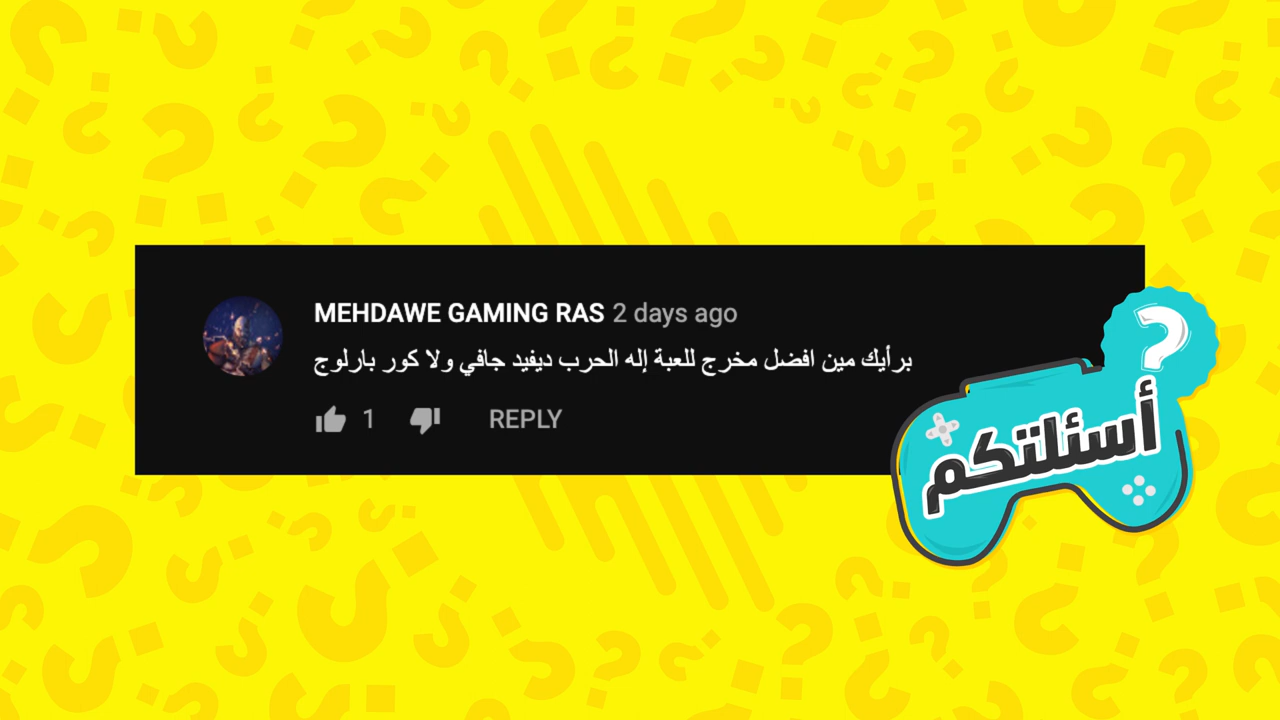 MEHDAWE GAMING RAS 2 days ago
برأيك مين افضل مخرج للعبة إله الحرب ديفيد جافي ولا كور بارلوج
1 REPLY
?
أسئلتكم